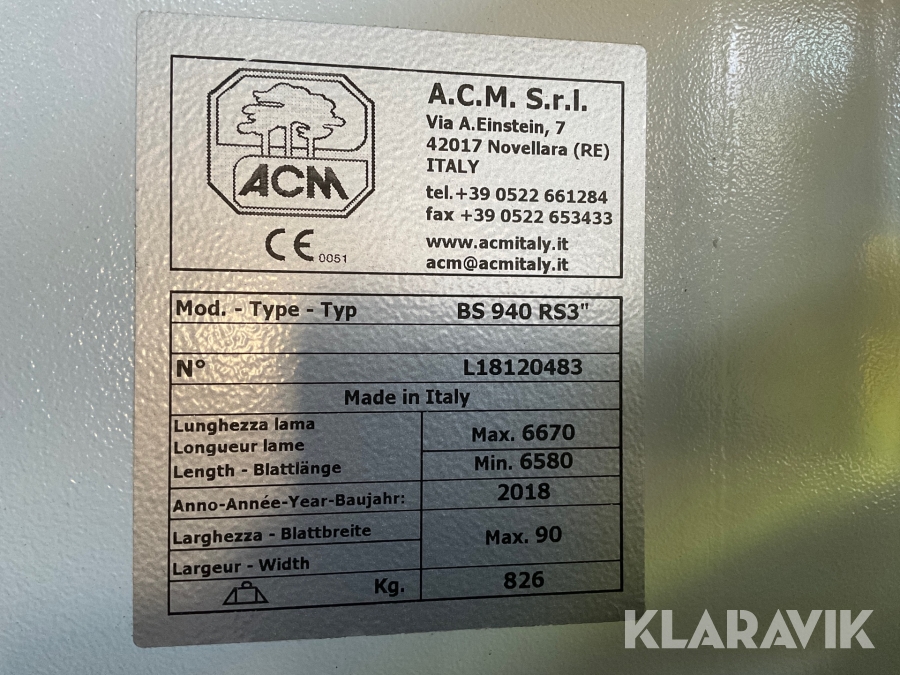 ACM
CE 0051
A.C.M. S.r.l.
Via A.Einstein, 7
42017 Novellara (RE)
ITALY
tel.+39 0522 661284
fax +39 0522 653433
www.acmitaly.it
acm@acmitaly.it
Mod. - Type - Typ BS 940 RS3"
N° L18120483
Made in Italy
Lunghezza lama
Longueur lame
Length - Blattlänge
Max. 6670
Min. 6580
Anno-Année-Year-Baujahr: 2018
Larghezza - Blattbreite
Largeur - Width
Max. 90
Kg. 826
KLARAVIK